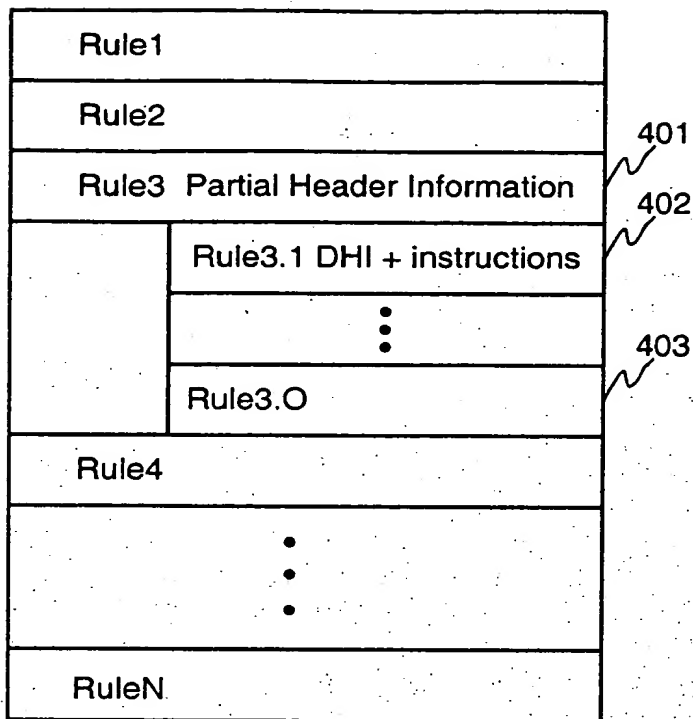 Rule1
Rule2
401
Rule3 Partial Header Information
402
Rule3.1 DHI + instructions
403
Rule3.O
Rule4
RuleN